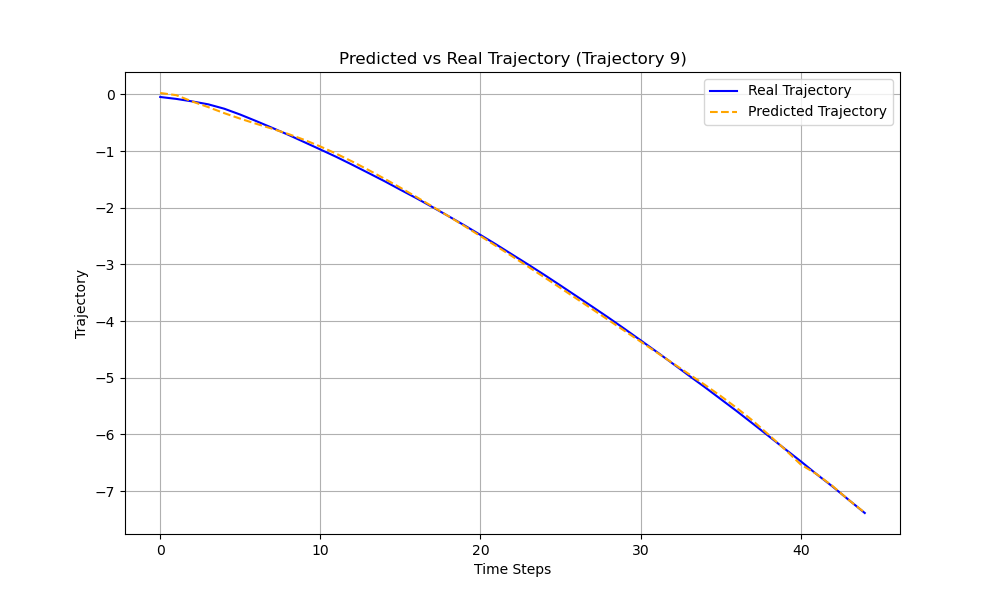 Predicted vs Real Trajectory (Trajectory 9)
Real Trajectory
Predicted Trajectory
Trajectory
0
−1
−2
−3
−4
−5
−6
−7
0 10 20 30 40
Time Steps